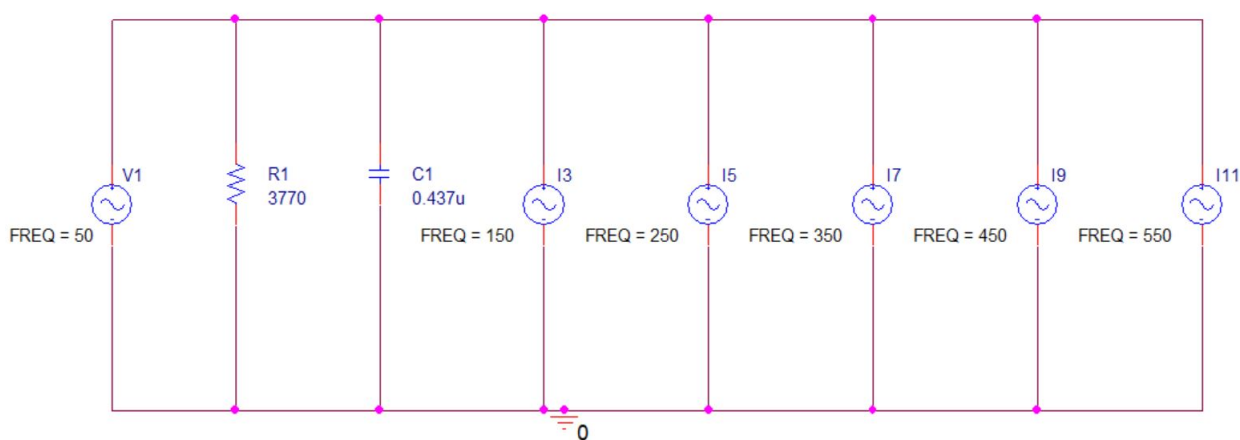 V1
FREQ = 50
R1
3770
C1
0.437u
I3
FREQ = 150
I5
FREQ = 250
I7
FREQ = 350
I9
FREQ = 450
I11
FREQ = 550
0